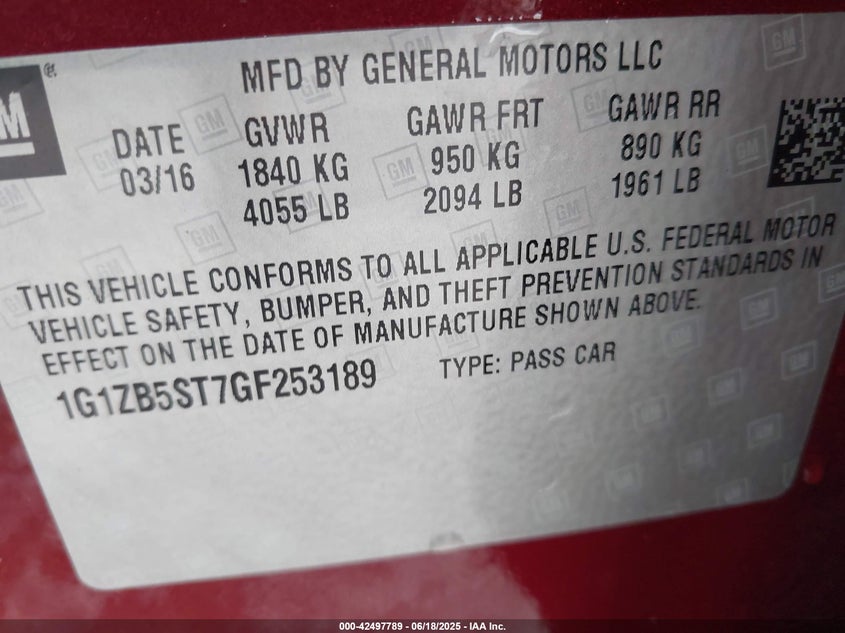 GM
MFD BY GENERAL MOTORS LLC
DATE GVWR GAWR FRT GAWR RR
03/16 1840 KG 950 KG 890 KG
4055 LB 2094 LB 1961 LB
THIS VEHICLE CONFORMS TO ALL APPLICABLE U.S. FEDERAL MOTOR
VEHICLE SAFETY, BUMPER, AND THEFT PREVENTION STANDARDS IN
EFFECT ON THE DATE OF MANUFACTURE SHOWN ABOVE.
1G1ZB5ST7GF253189 TYPE: PASS CAR
000-42497789 - 06/18/2025 - IAA Inc.